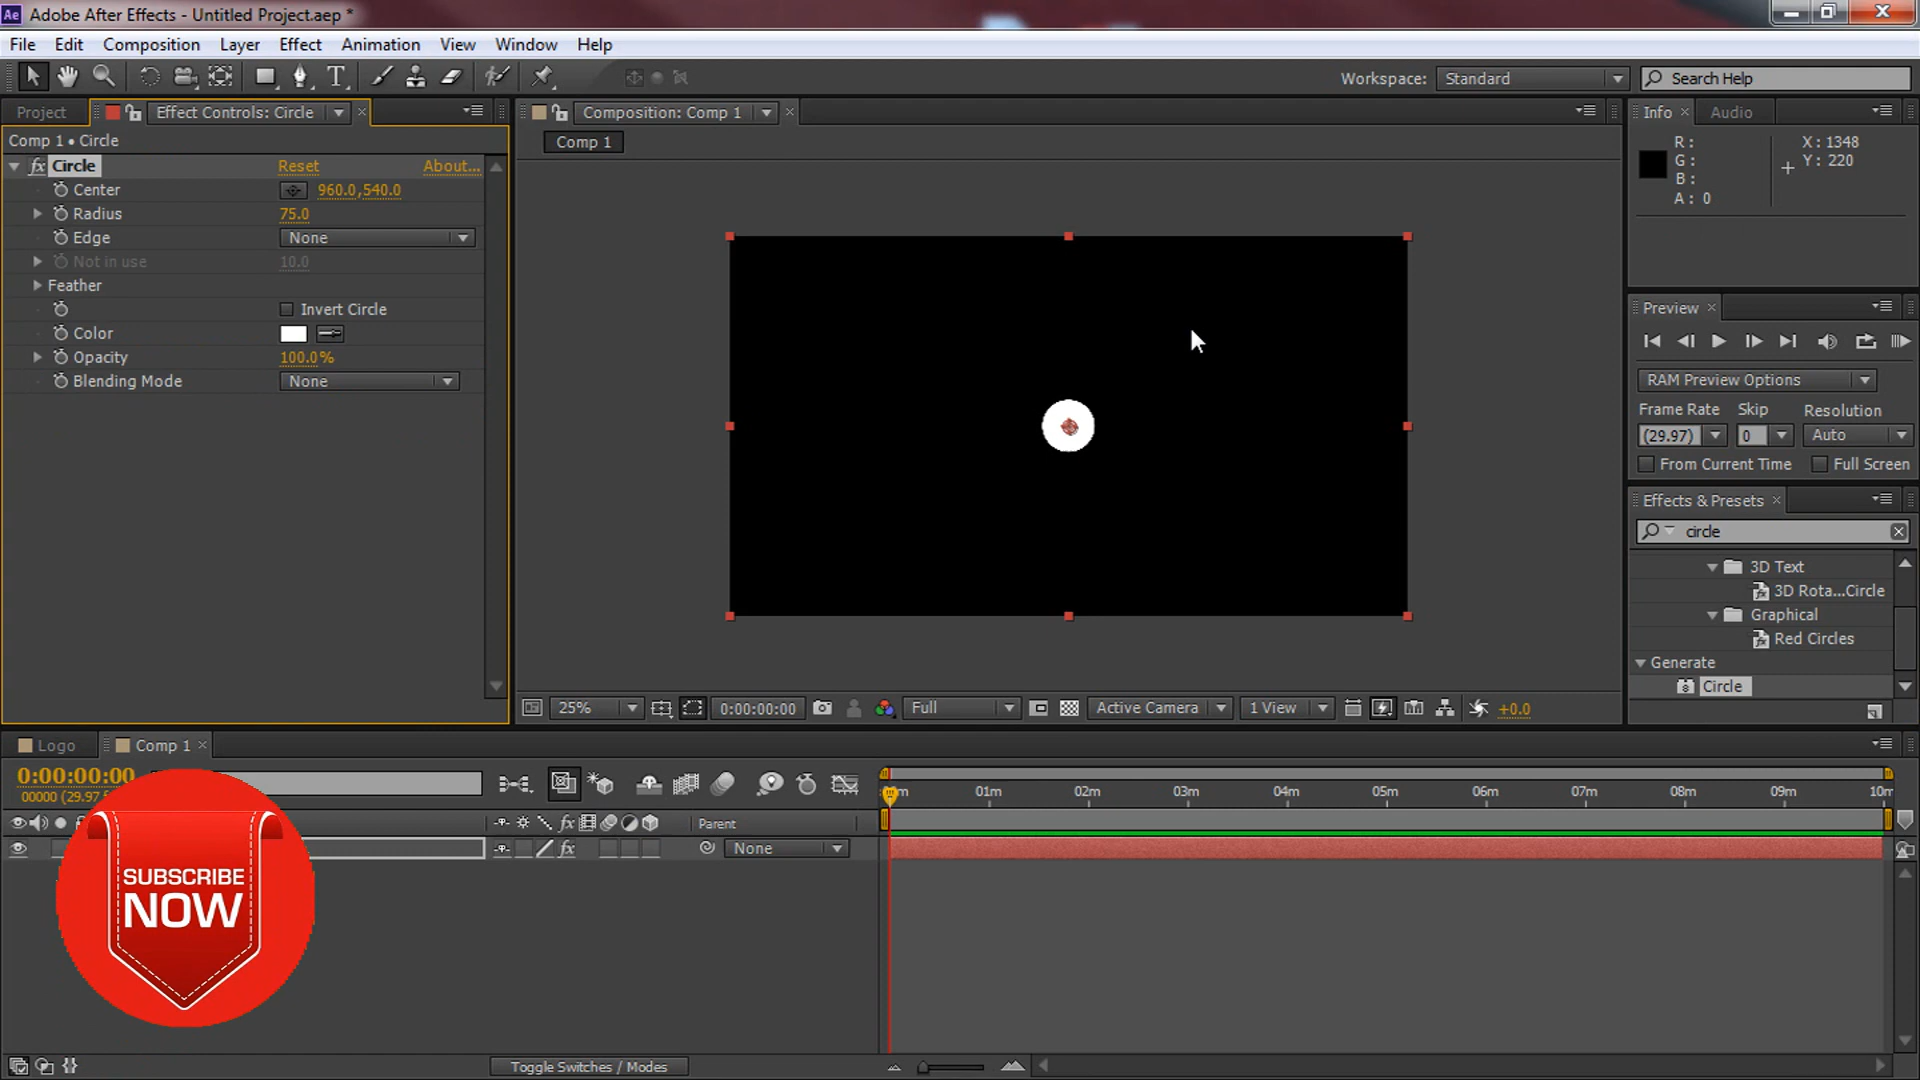 Ae Adobe After Effects - Untitled Project.aep *
File Edit Composition Layer Effect Animation View Window Help
T Workspace: Standard Search Help
Project Effect Controls: Circle Composition: Comp 1 Info Audio
Comp 1 • Circle Comp 1
R: X: 1348
G: Y: 220
B:
A: 0
fx Circle Reset About...
Center 960.0,540.0
Radius 75.0
Edge None
Not in use 10.0
Feather
Invert Circle
Color
Opacity 100.0%
Blending Mode None
Preview
RAM Preview Options
Frame Rate Skip Resolution
(29.97) 0 Auto
From Current Time Full Screen
Effects & Presets
circle
3D Text
3D Rota...Circle
Graphical
Red Circles
Generate
Circle
25% 0:00:00:00 Full Active Camera 1 View +0.0
Logo Comp 1
0:00:00:00
00000 (29.97
01m 02m 03m 04m 05m 06m 07m 08m 09m 10m
fx Parent
fx None
SUBSCRIBE
NOW
Toggle Switches / Modes